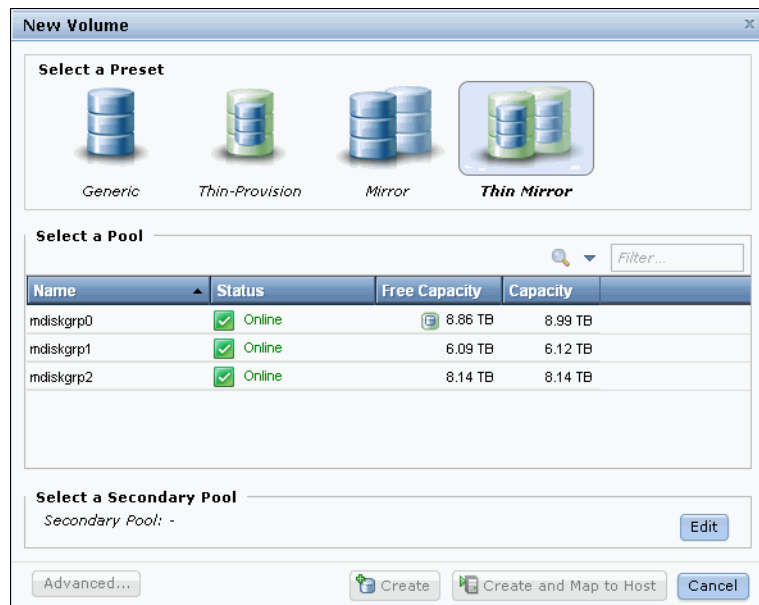 New Volume
x
Select a Preset
Generic Thin-Provision Mirror Thin Mirror
Select a Pool
Filter...
Name Status Free Capacity Capacity
mdiskgrp0 Online 8.86 TB 8.99 TB
mdiskgrp1 Online 6.09 TB 6.12 TB
mdiskgrp2 Online 8.14 TB 8.14 TB
Select a Secondary Pool
Secondary Pool: -
Edit
Advanced... Create Create and Map to Host Cancel